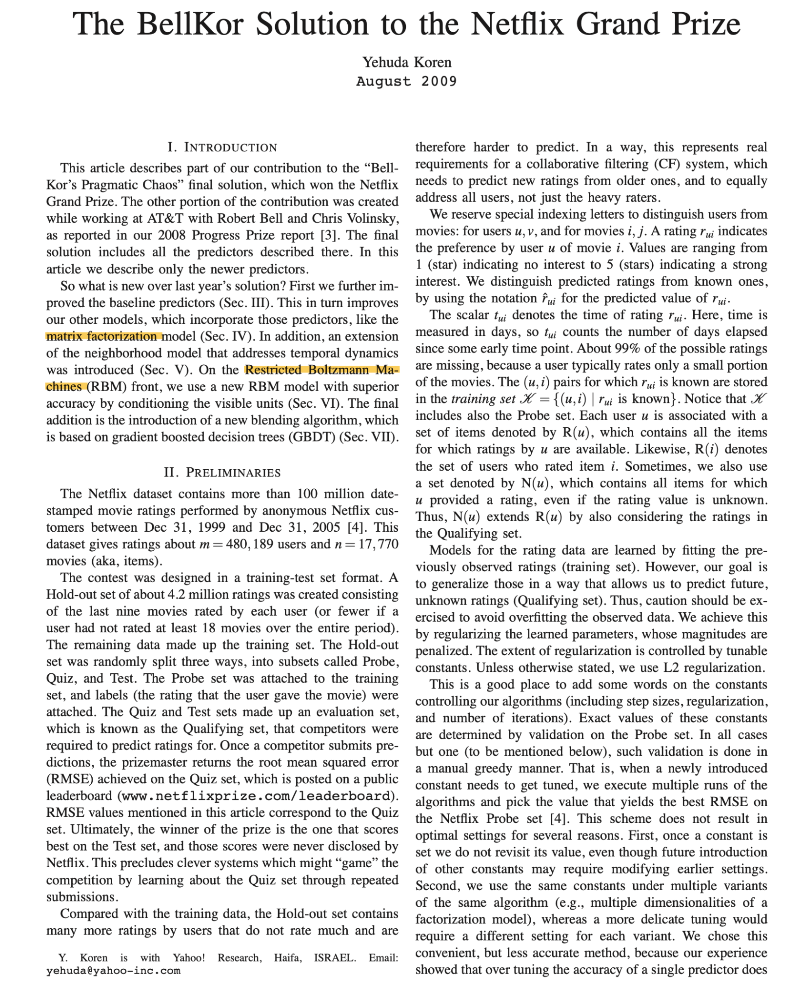 The BellKor Solution to the Netflix Grand Prize
Yehuda Koren
August 2009
I. INTRODUCTION
This article describes part of our contribution to the “Bell-
Kor’s Pragmatic Chaos” final solution, which won the Netflix
Grand Prize. The other portion of the contribution was created
while working at AT&T with Robert Bell and Chris Volinsky,
as reported in our 2008 Progress Prize report [3]. The final
solution includes all the predictors described there. In this
article we describe only the newer predictors.
So what is new over last year’s solution? First we further im-
proved the baseline predictors (Sec. III). This in turn improves
our other models, which incorporate those predictors, like the
matrix factorization model (Sec. IV). In addition, an extension
of the neighborhood model that addresses temporal dynamics
was introduced (Sec. V). On the Restricted Boltzmann Ma-
chines (RBM) front, we use a new RBM model with superior
accuracy by conditioning the visible units (Sec. VI). The final
addition is the introduction of a new blending algorithm, which
is based on gradient boosted decision trees (GBDT) (Sec. VII).
II. PRELIMINARIES
The Netflix dataset contains more than 100 million date-
stamped movie ratings performed by anonymous Netflix cus-
tomers between Dec 31, 1999 and Dec 31, 2005 [4]. This
dataset gives ratings about m = 480,189 users and n = 17,770
movies (aka, items).
The contest was designed in a training-test set format. A
Hold-out set of about 4.2 million ratings was created consisting
of the last nine movies rated by each user (or fewer if a
user had not rated at least 18 movies over the entire period).
The remaining data made up the training set. The Hold-out
set was randomly split three ways, into subsets called Probe,
Quiz, and Test. The Probe set was attached to the training
set, and labels (the rating that the user gave the movie) were
attached. The Quiz and Test sets made up an evaluation set,
which is known as the Qualifying set, that competitors were
required to predict ratings for. Once a competitor submits pre-
dictions, the prizemaster returns the root mean squared error
(RMSE) achieved on the Quiz set, which is posted on a public
leaderboard (www.netflixprize.com/leaderboard).
RMSE values mentioned in this article correspond to the Quiz
set. Ultimately, the winner of the prize is the one that scores
best on the Test set, and those scores were never disclosed by
Netflix. This precludes clever systems which might “game” the
competition by learning about the Quiz set through repeated
submissions.
Compared with the training data, the Hold-out set contains
many more ratings by users that do not rate much and are
Y. Koren is with Yahoo! Research, Haifa, ISRAEL. Email:
yehuda@yahoo-inc.com
therefore harder to predict. In a way, this represents real
requirements for a collaborative filtering (CF) system, which
needs to predict new ratings from older ones, and to equally
address all users, not just the heavy raters.
We reserve special indexing letters to distinguish users from
movies: for users u,v, and for movies i, j. A rating rui indicates
the preference by user u of movie i. Values are ranging from
1 (star) indicating no interest to 5 (stars) indicating a strong
interest. We distinguish predicted ratings from known ones,
by using the notation r̂ui for the predicted value of rui.
The scalar tui denotes the time of rating rui. Here, time is
measured in days, so tui counts the number of days elapsed
since some early time point. About 99% of the possible ratings
are missing, because a user typically rates only a small portion
of the movies. The (u,i) pairs for which rui is known are stored
in the training set 𝒦 = {(u,i) | rui is known}. Notice that 𝒦
includes also the Probe set. Each user u is associated with a
set of items denoted by R(u), which contains all the items
for which ratings by u are available. Likewise, R(i) denotes
the set of users who rated item i. Sometimes, we also use
a set denoted by N(u), which contains all items for which
u provided a rating, even if the rating value is unknown.
Thus, N(u) extends R(u) by also considering the ratings in
the Qualifying set.
Models for the rating data are learned by fitting the pre-
viously observed ratings (training set). However, our goal is
to generalize those in a way that allows us to predict future,
unknown ratings (Qualifying set). Thus, caution should be ex-
ercised to avoid overfitting the observed data. We achieve this
by regularizing the learned parameters, whose magnitudes are
penalized. The extent of regularization is controlled by tunable
constants. Unless otherwise stated, we use L2 regularization.
This is a good place to add some words on the constants
controlling our algorithms (including step sizes, regularization,
and number of iterations). Exact values of these constants
are determined by validation on the Probe set. In all cases
but one (to be mentioned below), such validation is done in
a manual greedy manner. That is, when a newly introduced
constant needs to get tuned, we execute multiple runs of the
algorithms and pick the value that yields the best RMSE on
the Netflix Probe set [4]. This scheme does not result in
optimal settings for several reasons. First, once a constant is
set we do not revisit its value, even though future introduction
of other constants may require modifying earlier settings.
Second, we use the same constants under multiple variants
of the same algorithm (e.g., multiple dimensionalities of a
factorization model), whereas a more delicate tuning would
require a different setting for each variant. We chose this
convenient, but less accurate method, because our experience
showed that over tuning the accuracy of a single predictor does